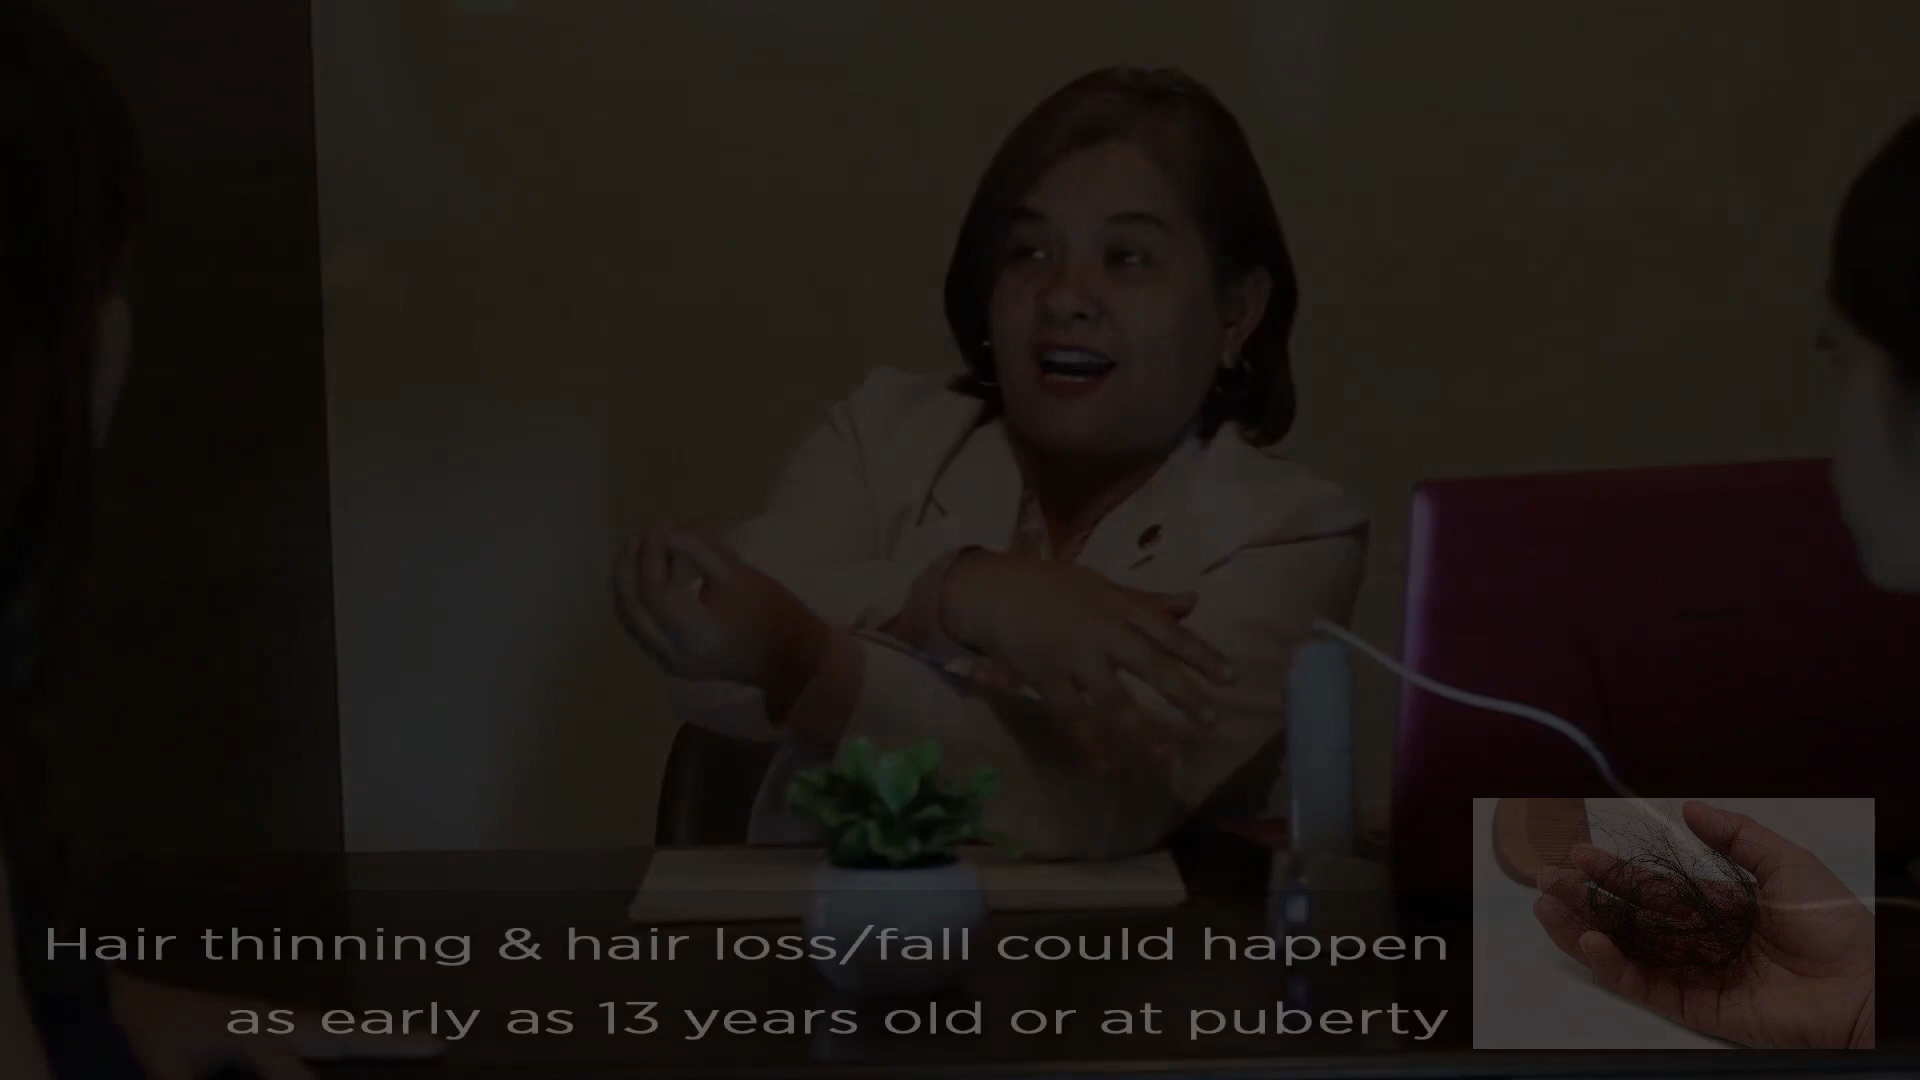 Hair thinning & hair loss/fall could happen
as early as 13 years old or at puberty